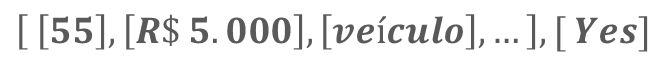 [ [55], [R$ 5.000], [veículo], ... ], [ Yes]